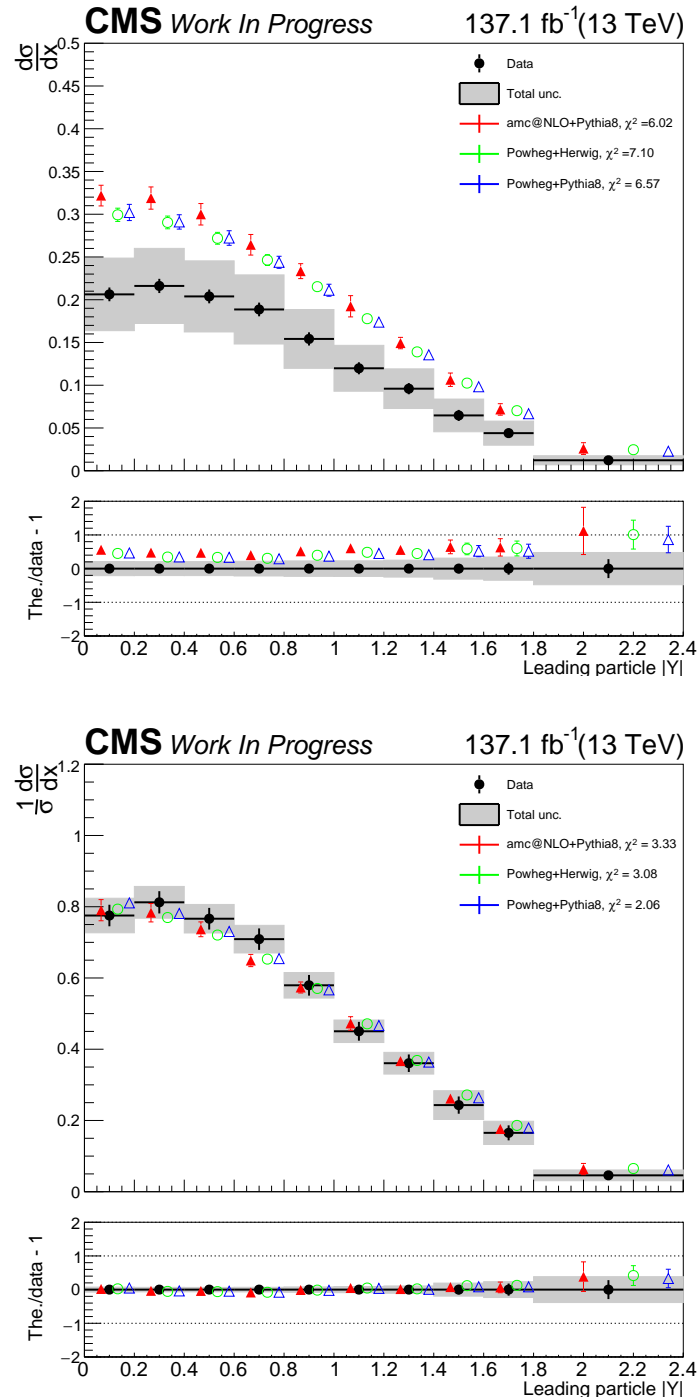 CMS Work In Progress 137.1 fb⁻¹(13 TeV)
dσ
dx
0.5
0.45
0.4
0.35
0.3
0.25
0.2
0.15
0.1
0.05
0
Data
Total unc.
amc@NLO+Pythia8, χ² =6.02
Powheg+Herwig, χ² =7.10
Powheg+Pythia8, χ² = 6.57
The./data - 1
2
1
0
−1
−2
0 0.2 0.4 0.6 0.8 1 1.2 1.4 1.6 1.8 2 2.2 2.4
Leading particle |Y|
CMS Work In Progress 137.1 fb⁻¹(13 TeV)
1 dσ
σ dx
1.2
1
0.8
0.6
0.4
0.2
0
Data
Total unc.
amc@NLO+Pythia8, χ² = 3.33
Powheg+Herwig, χ² = 3.08
Powheg+Pythia8, χ² = 2.06
The./data - 1
2
1
0
−1
−2
0 0.2 0.4 0.6 0.8 1 1.2 1.4 1.6 1.8 2 2.2 2.4
Leading particle |Y|